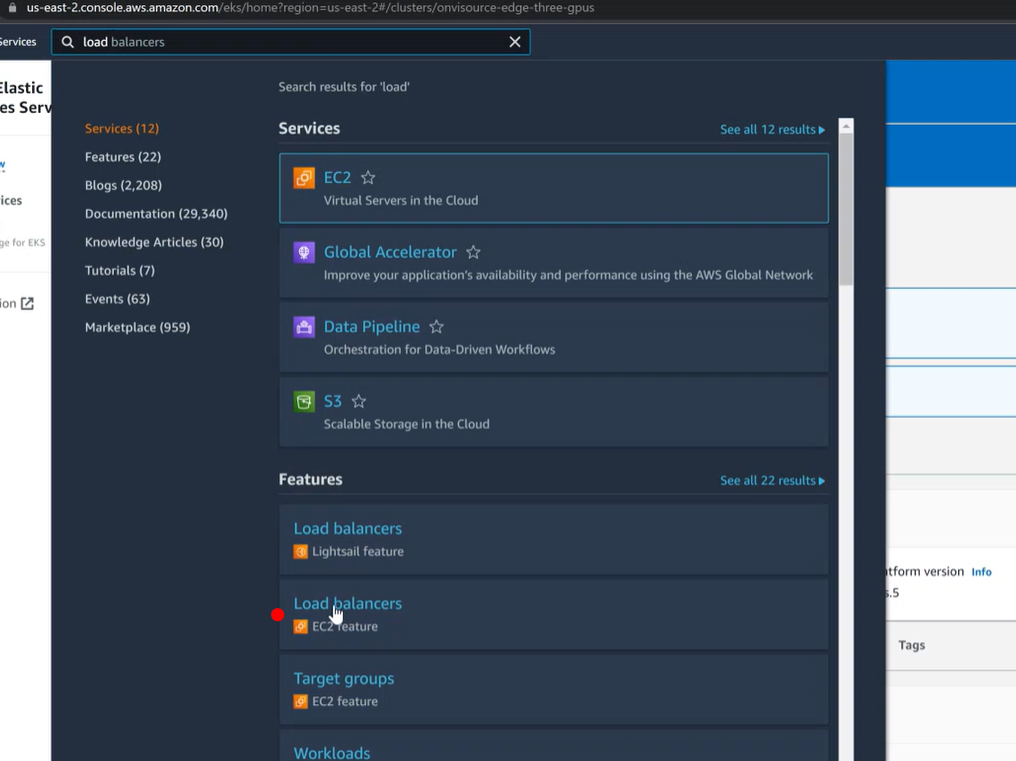 us-east-2.console.aws.amazon.com/eks/home?region=us-east-2#/clusters/onvisource-edge-three-gpus
Services
load balancers
Elastic
es Serv
Search results for 'load'
Services (12)
Features (22)
Blogs (2,208)
Documentation (29,340)
Knowledge Articles (30)
Tutorials (7)
Events (63)
Marketplace (959)
w
ices
ge for EKS
ion
Services
See all 12 results
EC2
Virtual Servers in the Cloud
Global Accelerator
Improve your application's availability and performance using the AWS Global Network
Data Pipeline
Orchestration for Data-Driven Workflows
S3
Scalable Storage in the Cloud
Features
See all 22 results
Load balancers
Lightsail feature
Load balancers
EC2 feature
Target groups
EC2 feature
Workloads
tform version Info
s.5
Tags